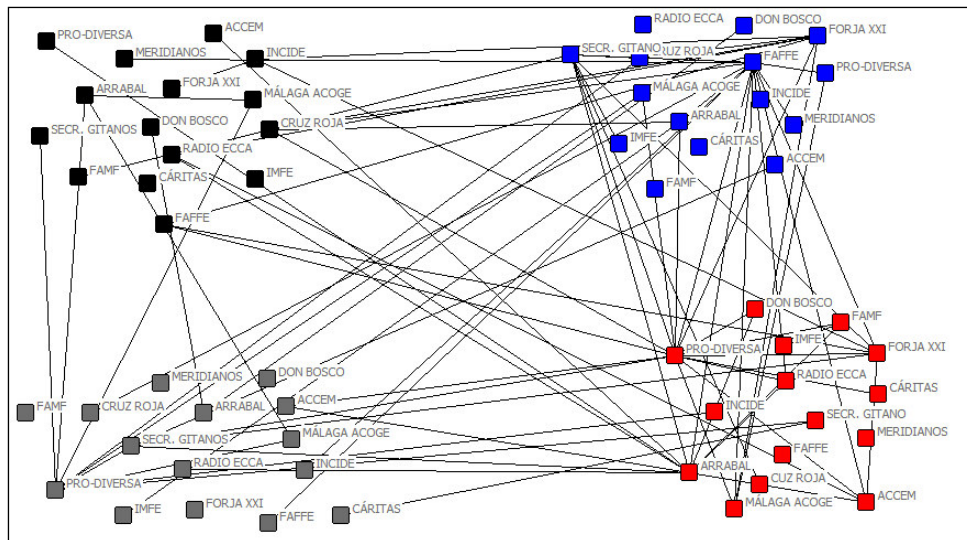 PRO-DIVERSA
ACCEM
MERIDIANOS
INCIDE
FORJA XXI
ARRABAL
MÁLAGA ACOGE
SECR. GITANOS
DON BOSCO
CRUZ ROJA
RADIO ECCA
FAMF
CÁRITAS
IMFE
FAFFE
RADIO ECCA
DON BOSCO
FORJA XXI
SECR. GITANO
CRUZ ROJA
FAFFE
PRO-DIVERSA
MÁLAGA ACOGE
INCIDE
ARRABAL
MERIDIANOS
IMFE
CÁRITAS
ACCEM
FAMF
MERIDIANOS
DON BOSCO
FAMF
CRUZ ROJA
ARRABAL
ACCEM
SECR. GITANOS
MÁLAGA ACOGE
RADIO ECCA
INCIDE
PRO-DIVERSA
IMFE
FORJA XXI
FAFFE
CÁRITAS
DON BOSCO
FAMF
IMFE
PRO-DIVERSA
FORJA XXI
RADIO ECCA
CÁRITAS
INCIDE
SECR. GITANO
MERIDIANOS
FAFFE
ARRABAL
CUZ ROJA
MÁLAGA ACOGE
ACCEM